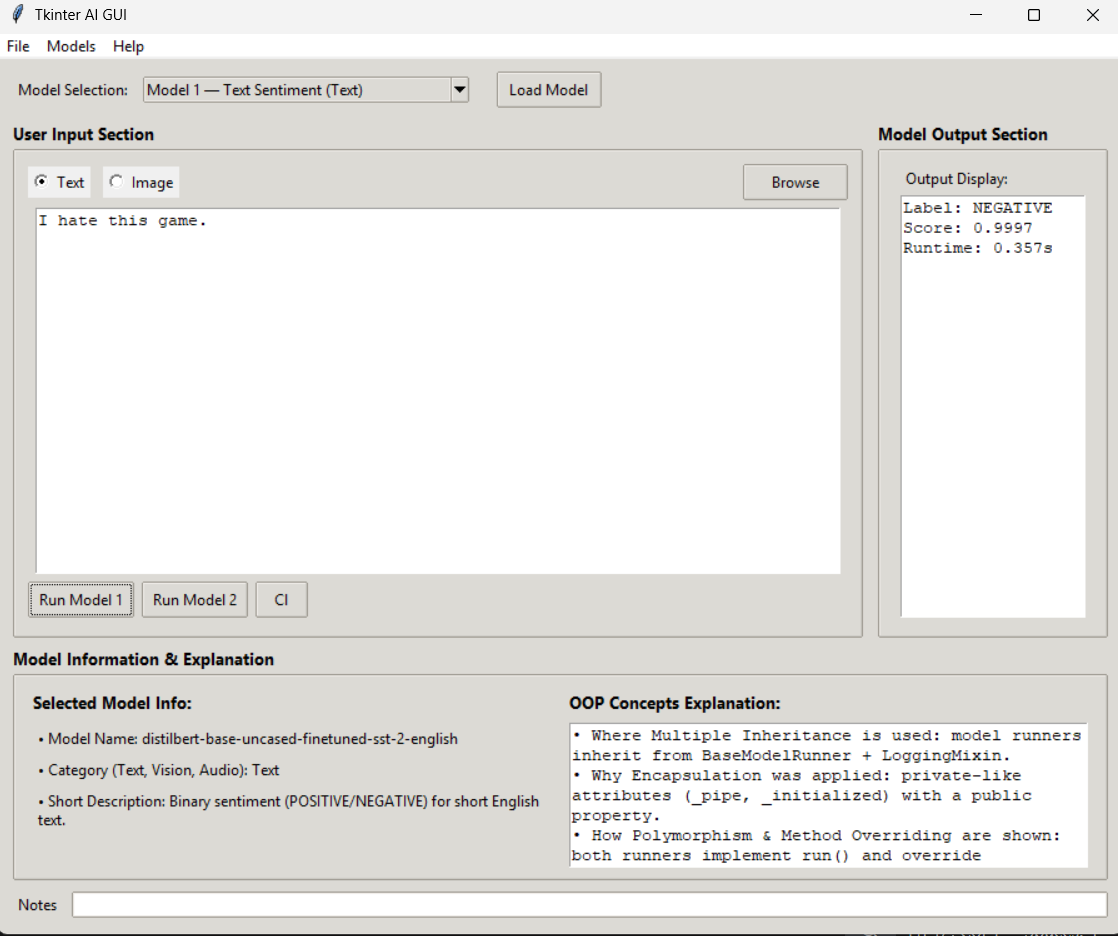 Tkinter AI GUI
File Models Help
Model Selection: Model 1 — Text Sentiment (Text) Load Model
User Input Section
Text Image Browse
I hate this game.
Run Model 1 Run Model 2 Cl
Model Output Section
Output Display:
Label: NEGATIVE
Score: 0.9997
Runtime: 0.357s
Model Information & Explanation
Selected Model Info:
• Model Name: distilbert-base-uncased-finetuned-sst-2-english
• Category (Text, Vision, Audio): Text
• Short Description: Binary sentiment (POSITIVE/NEGATIVE) for short English
text.
OOP Concepts Explanation:
• Where Multiple Inheritance is used: model runners
inherit from BaseModelRunner + LoggingMixin.
• Why Encapsulation was applied: private-like
attributes (_pipe, _initialized) with a public
property.
• How Polymorphism & Method Overriding are shown:
both runners implement run() and override
Notes